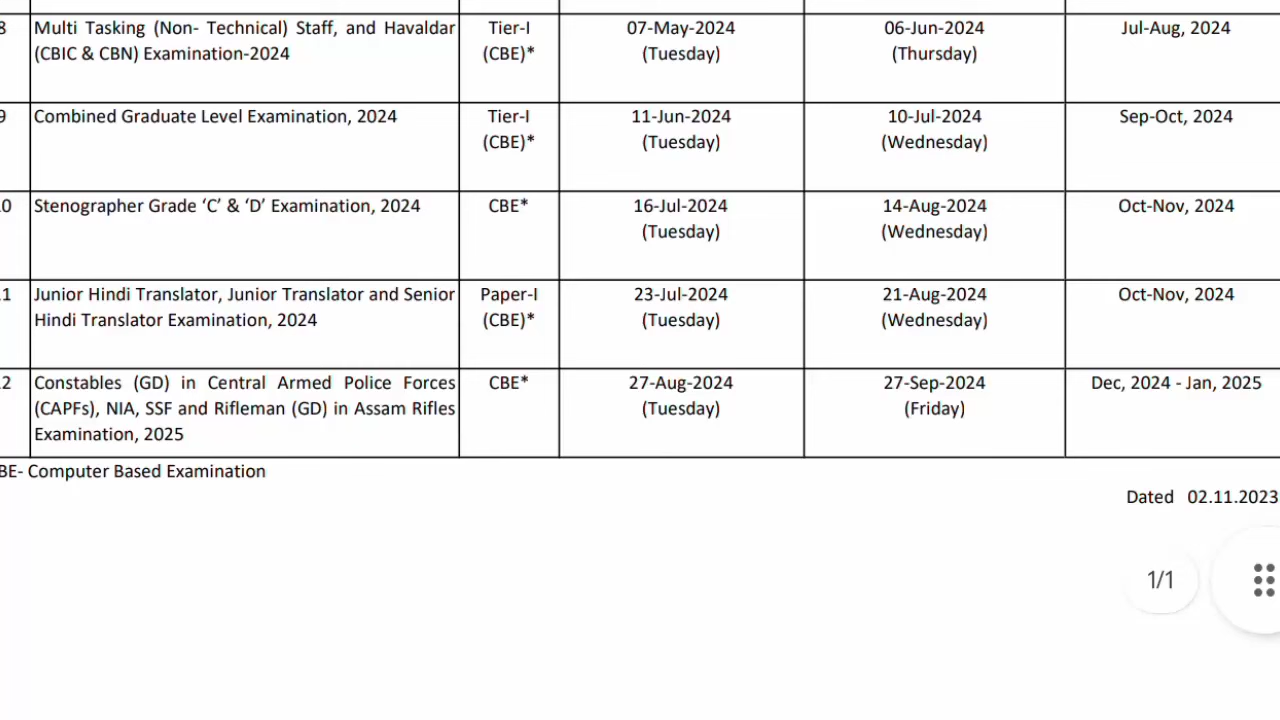 8 Multi Tasking (Non- Technical) Staff, and Havaldar Tier-I 07-May-2024 06-Jun-2024 Jul-Aug, 2024
(CBIC & CBN) Examination-2024 (CBE)* (Tuesday) (Thursday)
9 Combined Graduate Level Examination, 2024 Tier-I 11-Jun-2024 10-Jul-2024 Sep-Oct, 2024
(CBE)* (Tuesday) (Wednesday)
.0 Stenographer Grade ‘C’ & ‘D’ Examination, 2024 CBE* 16-Jul-2024 14-Aug-2024 Oct-Nov, 2024
(Tuesday) (Wednesday)
.1 Junior Hindi Translator, Junior Translator and Senior Paper-I 23-Jul-2024 21-Aug-2024 Oct-Nov, 2024
Hindi Translator Examination, 2024 (CBE)* (Tuesday) (Wednesday)
.2 Constables (GD) in Central Armed Police Forces CBE* 27-Aug-2024 27-Sep-2024 Dec, 2024 - Jan, 2025
(CAPFs), NIA, SSF and Rifleman (GD) in Assam Rifles (Tuesday) (Friday)
Examination, 2025
BE- Computer Based Examination
Dated 02.11.2023
1/1